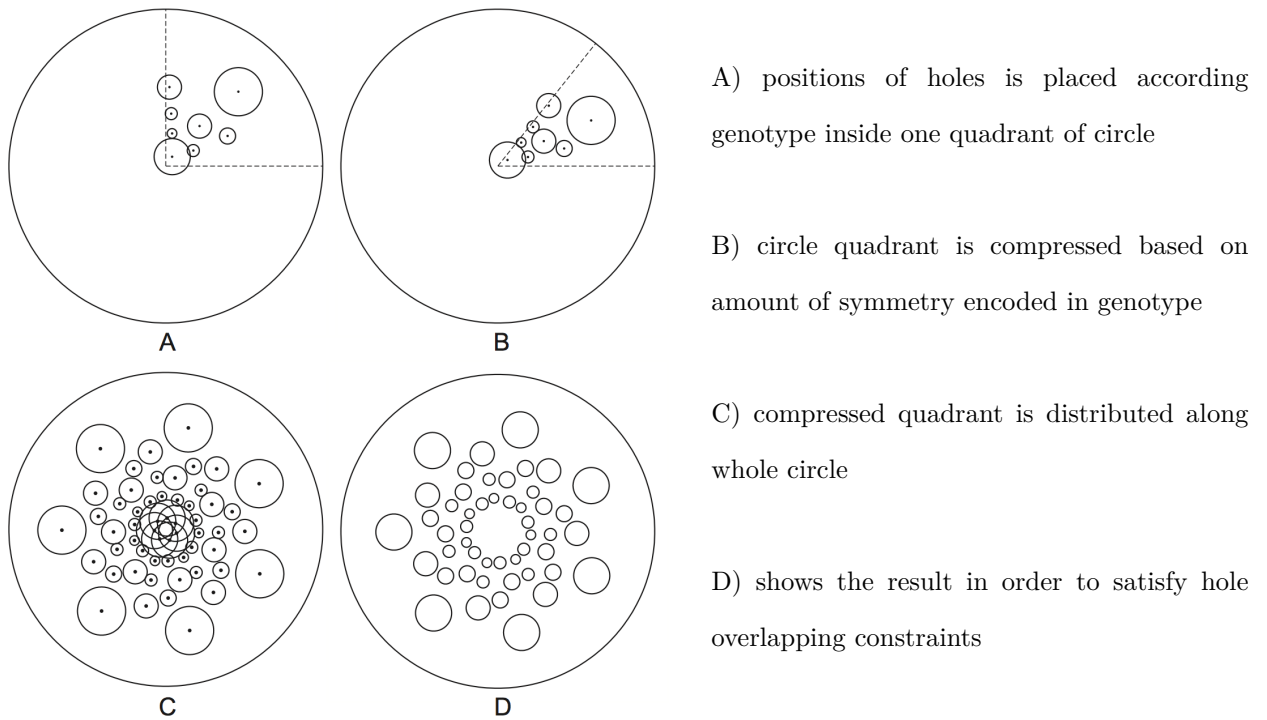 A
B
C
D
A) positions of holes is placed according
genotype inside one quadrant of circle
B) circle quadrant is compressed based on
amount of symmetry encoded in genotype
C) compressed quadrant is distributed along
whole circle
D) shows the result in order to satisfy hole
overlapping constraints